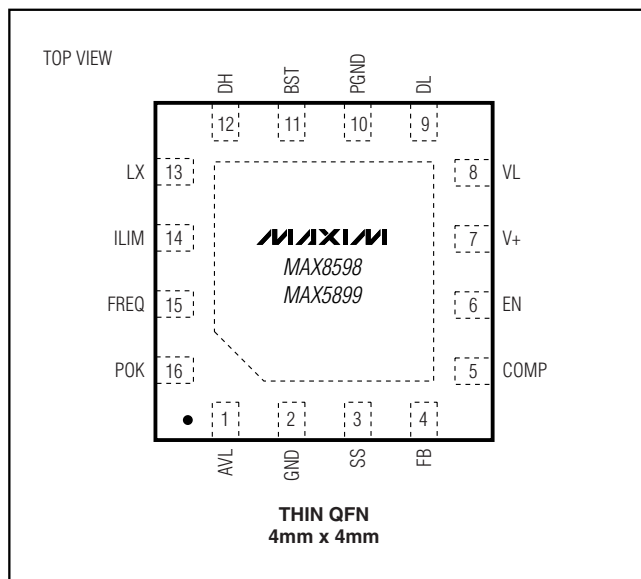 TOP VIEW
DH BST PGND DL
12 11 10 9
LX 13 8 VL
ILIM 14 7 V+
MAXIM
MAX8598
MAX5899
FREQ 15 6 EN
POK 16 5 COMP
1 2 3 4
AVL GND SS FB
THIN QFN
4mm x 4mm